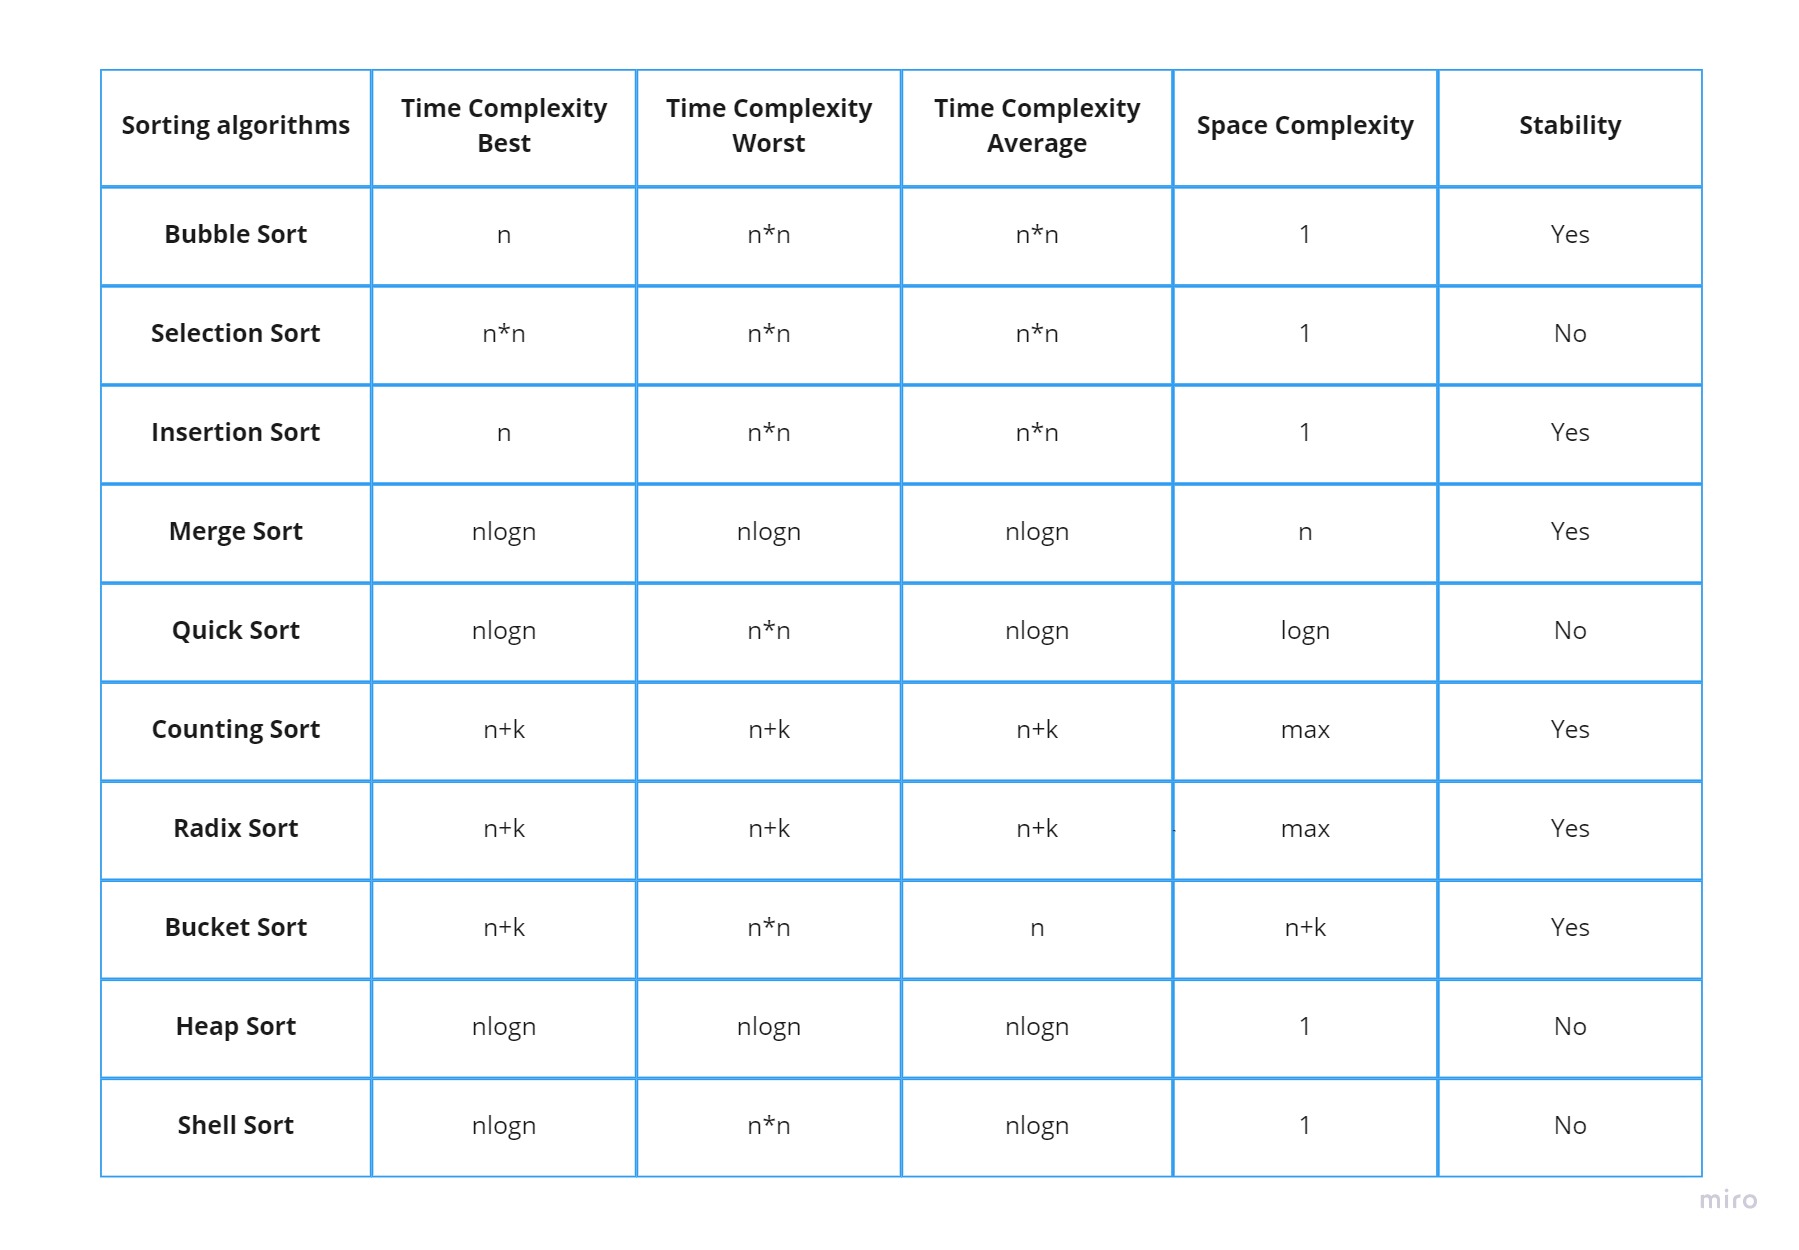 Sorting algorithms
Time Complexity
Best
Time Complexity
Worst
Time Complexity
Average
Space Complexity
Stability
Bubble Sort n n*n n*n 1 Yes
Selection Sort n*n n*n n*n 1 No
Insertion Sort n n*n n*n 1 Yes
Merge Sort nlogn nlogn nlogn n Yes
Quick Sort nlogn n*n nlogn logn No
Counting Sort n+k n+k n+k max Yes
Radix Sort n+k n+k n+k max Yes
Bucket Sort n+k n*n n n+k Yes
Heap Sort nlogn nlogn nlogn 1 No
Shell Sort nlogn n*n nlogn 1 No
miro